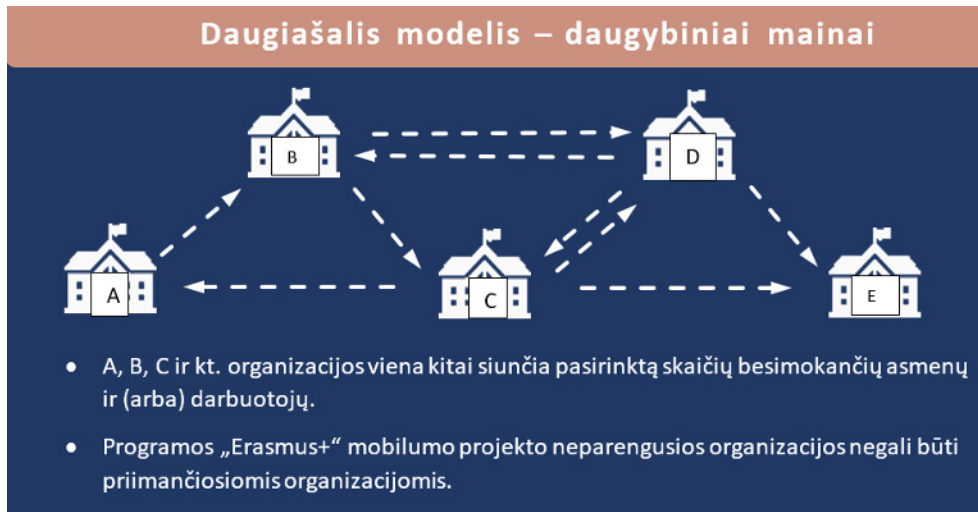 Daugiašalis modelis – daugybiniai mainai
B
D
A
C
E
• A, B, C ir kt. organizacijos viena kitai siunčia pasirinktą skaičių besimokančių asmenų
ir (arba) darbuotojų.
• Programos „Erasmus+“ mobilumo projekto neparengusios organizacijos negali būti
priimančiosiomis organizacijomis.